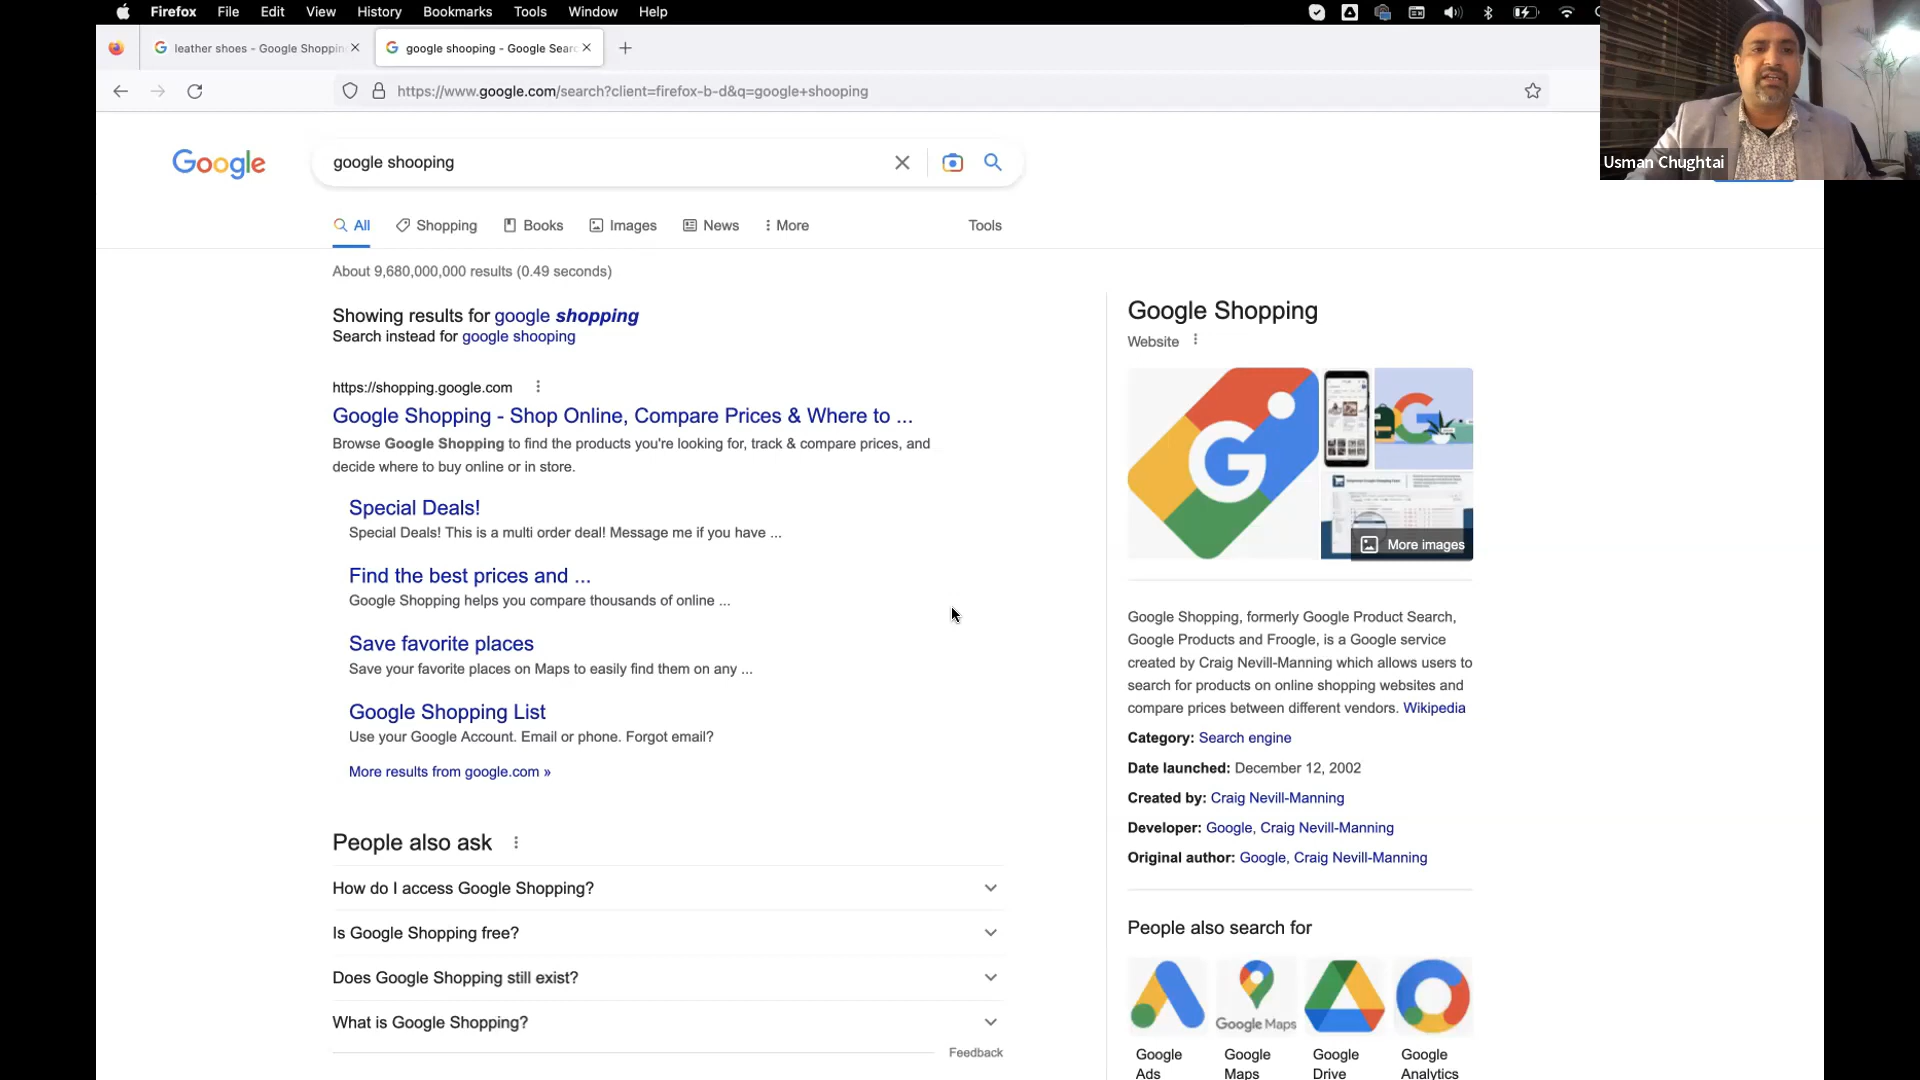 Firefox File Edit View History Bookmarks Tools Window Help
leather shoes - Google Shoppin
google shooping - Google Sear
https://www.google.com/search?client=firefox-b-d&q=google+shooping
Usman Chughtai
Google
google shooping
All Shopping Books Images News More Tools
About 9,680,000,000 results (0.49 seconds)
Showing results for google shopping
Search instead for google shooping
https://shopping.google.com
Google Shopping - Shop Online, Compare Prices & Where to ...
Browse Google Shopping to find the products you're looking for, track & compare prices, and
decide where to buy online or in store.
Special Deals!
Special Deals! This is a multi order deal! Message me if you have ...
Find the best prices and ...
Google Shopping helps you compare thousands of online ...
Save favorite places
Save your favorite places on Maps to easily find them on any ...
Google Shopping List
Use your Google Account. Email or phone. Forgot email?
More results from google.com »
People also ask
How do I access Google Shopping?
Is Google Shopping free?
Does Google Shopping still exist?
What is Google Shopping?
Feedback
Google Shopping
Website
More images
Google Shopping, formerly Google Product Search,
Google Products and Froogle, is a Google service
created by Craig Nevill-Manning which allows users to
search for products on online shopping websites and
compare prices between different vendors. Wikipedia
Category: Search engine
Date launched: December 12, 2002
Created by: Craig Nevill-Manning
Developer: Google, Craig Nevill-Manning
Original author: Google, Craig Nevill-Manning
People also search for
Google Maps
Google Ads
Google Maps
Google Drive
Google Analytics